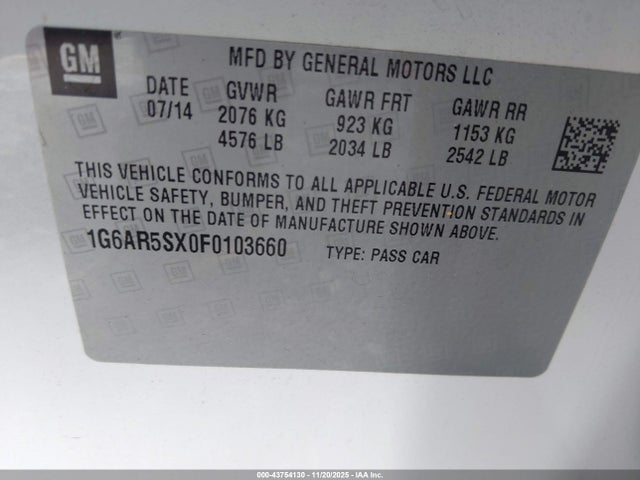 GM
MFD BY GENERAL MOTORS LLC
DATE GVWR GAWR FRT GAWR RR
07/14 2076 KG 923 KG 1153 KG
4576 LB 2034 LB 2542 LB
THIS VEHICLE CONFORMS TO ALL APPLICABLE U.S. FEDERAL MOTOR
VEHICLE SAFETY, BUMPER, AND THEFT PREVENTION STANDARDS IN
EFFECT ON THE DATE OF MANUFACTURE SHOWN ABOVE.
1G6AR5SX0F0103660 TYPE: PASS CAR
000-43754130 - 11/20/2025 - IAA Inc.